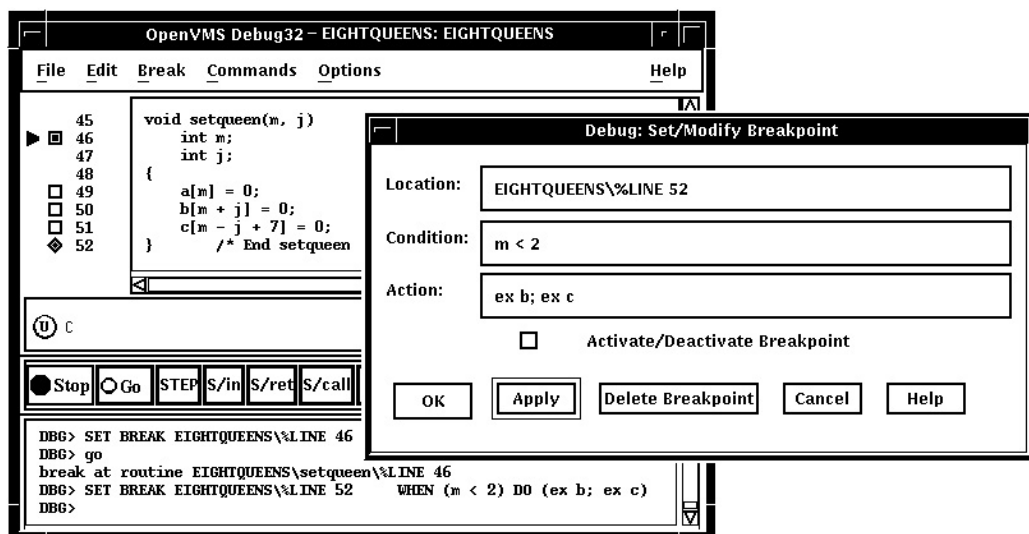 OpenVMS Debug32 – EIGHTQUEENS: EIGHTQUEENS
File Edit Break Commands Options Help
45 void setqueen(m, j)
46 int m;
47 int j;
48 {
49 a[m] = 0;
50 b[m + j] = 0;
51 c[m - j + 7] = 0;
52 } /* End setqueen
U C
Stop Go STEP S/in S/ret S/call
DBG> SET BREAK EIGHTQUEENS\%LINE 46
DBG> go
break at routine EIGHTQUEENS\setqueen\%LINE 46
DBG> SET BREAK EIGHTQUEENS\%LINE 52 WHEN (m < 2) DO (ex b; ex c)
DBG>
Debug: Set/Modify Breakpoint
Location: EIGHTQUEENS\%LINE 52
Condition: m < 2
Action: ex b; ex c
Activate/Deactivate Breakpoint
OK Apply Delete Breakpoint Cancel Help